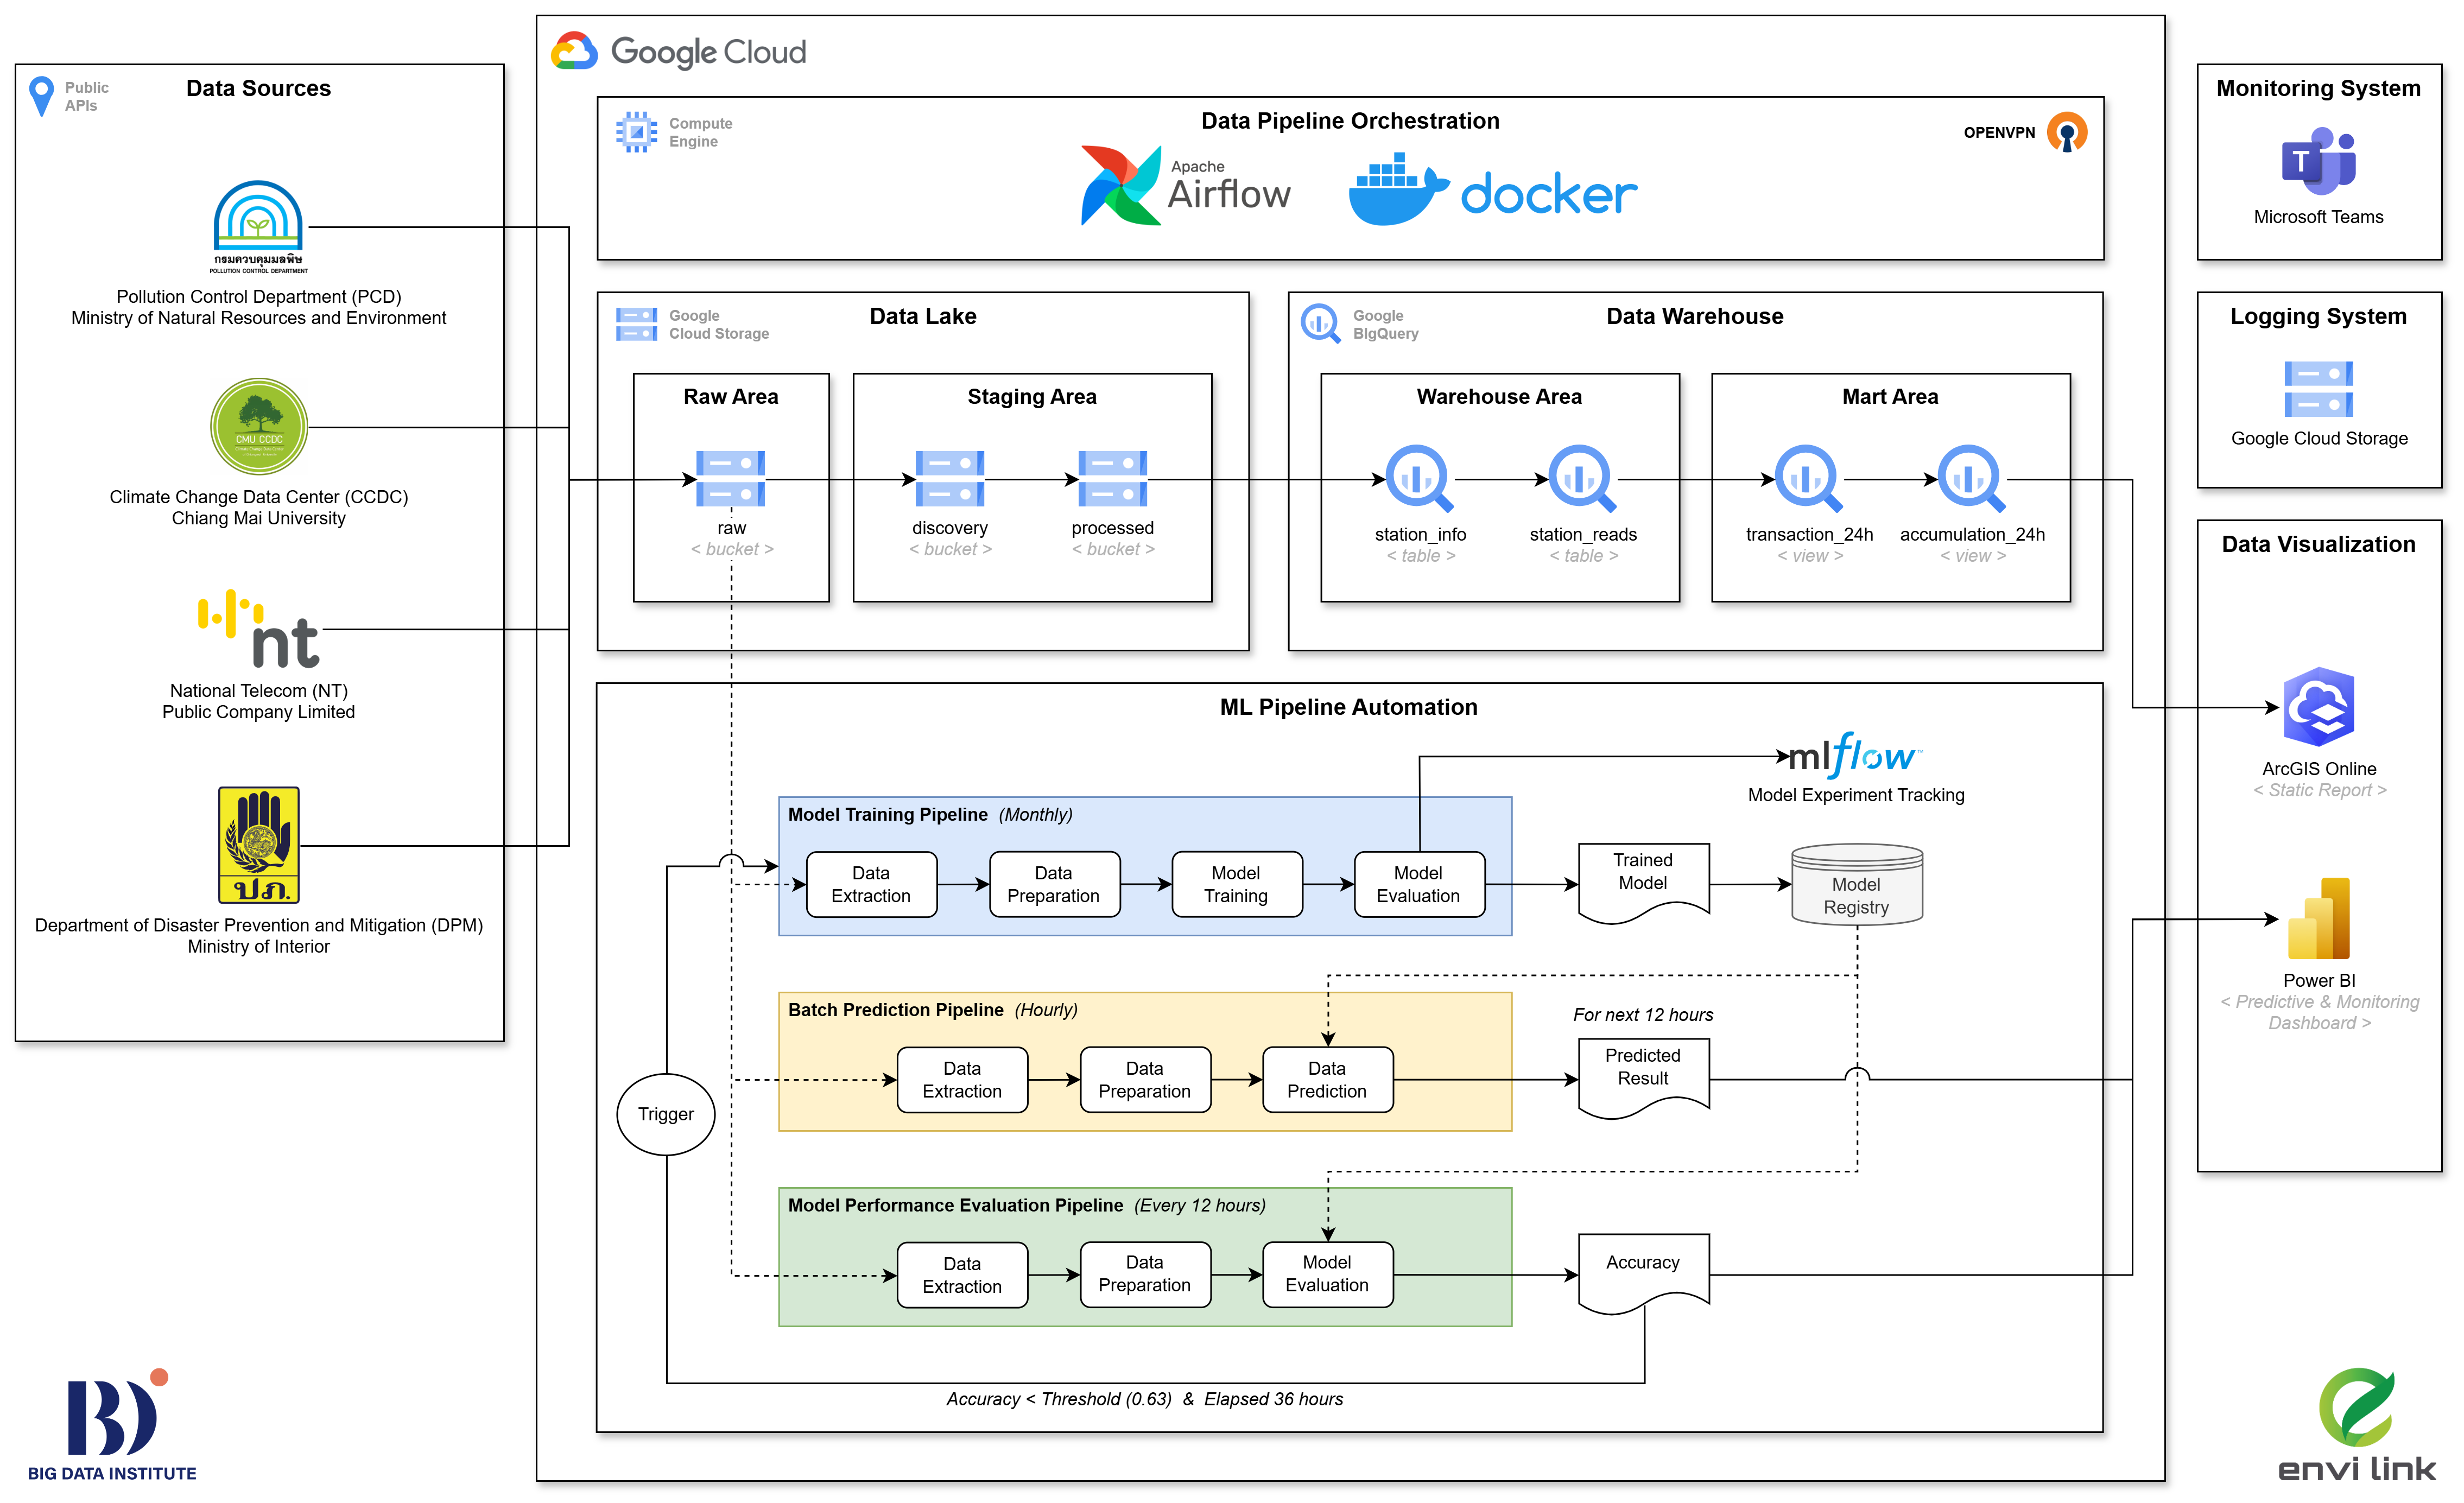 Google Cloud
Public
APIs
Data Sources
กรมควบคุมมลพิษ
POLLUTION CONTROL DEPARTMENT
Pollution Control Department (PCD)
Ministry of Natural Resources and Environment
CMU CCDC
Climate Change Data Center
Climate Change Data Center (CCDC)
Chiang Mai University
nt
National Telecom (NT)
Public Company Limited
ปภ.
Department of Disaster Prevention and Mitigation (DPM)
Ministry of Interior
Compute
Engine
Data Pipeline Orchestration
OPENVPN
Apache
Airflow
docker
Google
Cloud Storage
Data Lake
Raw Area
raw
< bucket >
Staging Area
discovery
< bucket >
processed
< bucket >
Google
BIgQuery
Data Warehouse
Warehouse Area
station_info
< table >
station_reads
< table >
Mart Area
transaction_24h
< view >
accumulation_24h
< view >
ML Pipeline Automation
mlflow™
Model Experiment Tracking
Model Training Pipeline (Monthly)
Data
Extraction
Data
Preparation
Model
Training
Model
Evaluation
Trained
Model
Model
Registry
Batch Prediction Pipeline (Hourly)
Data
Extraction
Data
Preparation
Data
Prediction
For next 12 hours
Predicted
Result
Trigger
Model Performance Evaluation Pipeline (Every 12 hours)
Data
Extraction
Data
Preparation
Model
Evaluation
Accuracy
Accuracy < Threshold (0.63) & Elapsed 36 hours
Monitoring System
T
Microsoft Teams
Logging System
Google Cloud Storage
Data Visualization
ArcGIS Online
< Static Report >
Power BI
< Predictive & Monitoring
Dashboard >
BIG DATA INSTITUTE
envi link